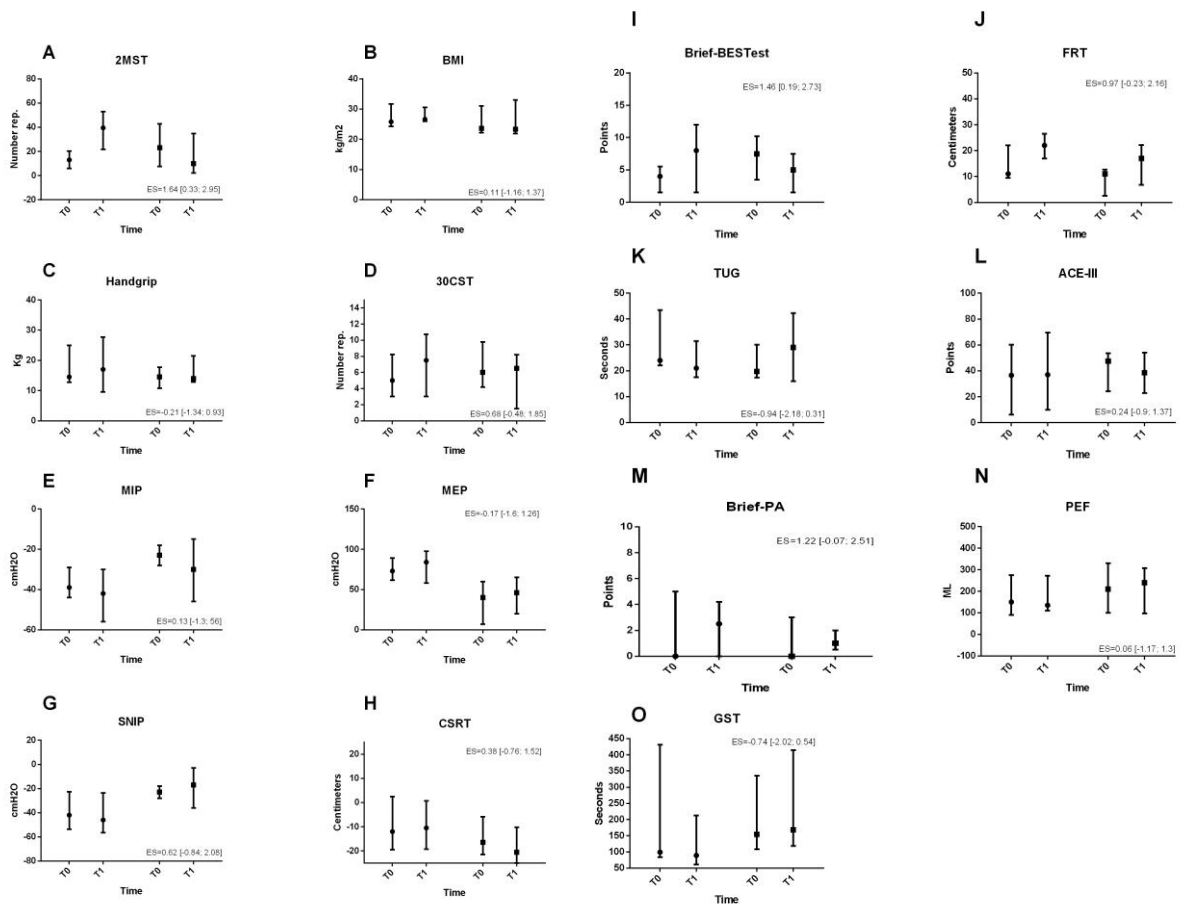 A
2MST
Number rep.
80
60
40
20
0
-20
T0
T1
T0
T1
Time
ES=1.64 [0.33; 2.95]
B
BMI
kg/m2
40
30
20
10
0
T0
T1
T0
T1
Time
ES=0.11 [-1.16; 1.37]
I
Brief-BESTest
Points
15
10
5
0
T0
T1
T0
T1
Time
ES=1.46 [0.19; 2.73]
J
FRT
Centimeters
50
40
30
20
10
0
T0
T1
T0
T1
Time
ES=0.97 [-0.23; 2.16]
C
Handgrip
Kg
40
30
20
10
0
T0
T1
T0
T1
Time
ES=-0.21 [-1.34; 0.93]
D
30CST
Number rep.
14
12
10
8
6
4
2
0
T0
T1
T0
T1
Time
ES=0.68 [-0.48; 1.85]
K
TUG
Seconds
50
40
30
20
10
0
T0
T1
T0
T1
Time
ES=-0.94 [-2.18; 0.31]
L
ACE-III
Points
100
80
60
40
20
0
T0
T1
T0
T1
Time
ES=0.24 [-0.9; 1.37]
E
MIP
cmH2O
0
-20
-40
-60
T0
T1
T0
T1
Time
ES=0.13 [-1.3; 56]
F
MEP
cmH2O
150
100
50
0
T0
T1
T0
T1
Time
ES=-0.17 [-1.6; 1.26]
M
Brief-PA
Points
10
8
6
4
2
0
T0
T1
T0
T1
Time
ES=1.22 [-0.07; 2.51]
N
PEF
ML
500
400
300
200
100
0
-100
T0
T1
T0
T1
Time
ES=0.06 [-1.17; 1.3]
G
SNIP
cmH2O
20
0
-20
-40
-60
-80
T0
T1
T0
T1
Time
ES=0.62 [-0.84; 2.08]
H
CSRT
Centimeters
20
10
0
-10
-20
T0
T1
T0
T1
Time
ES=0.38 [-0.76; 1.52]
O
GST
Seconds
450
400
350
300
250
200
150
100
50
T0
T1
T0
T1
Time
ES=-0.74 [-2.02; 0.54]